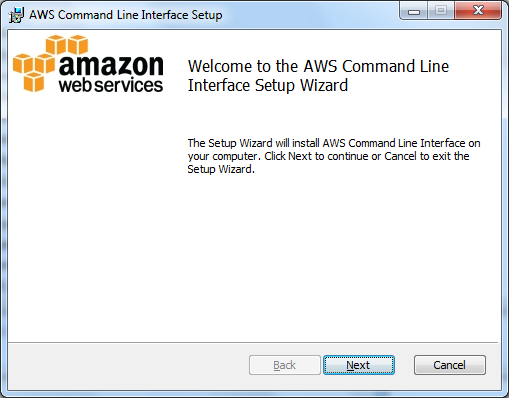 AWS Command Line Interface Setup
amazon
webservices
Welcome to the AWS Command Line
Interface Setup Wizard
The Setup Wizard will install AWS Command Line Interface on
your computer. Click Next to continue or Cancel to exit the
Setup Wizard.
Back
Next
Cancel